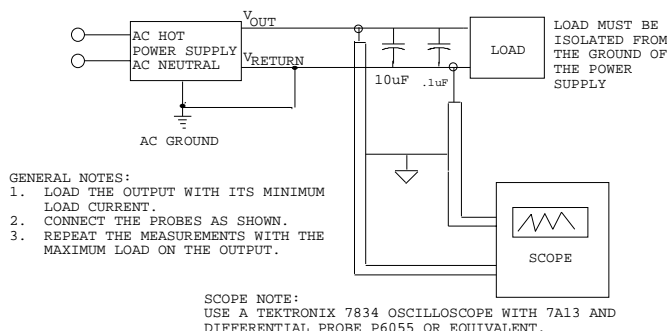 V OUT
AC HOT
POWER SUPPLY
AC NEUTRAL
V RETURN
10uF
.1uF
LOAD
LOAD MUST BE
ISOLATED FROM
THE GROUND OF
THE POWER
SUPPLY
AC GROUND
GENERAL NOTES:
1. LOAD THE OUTPUT WITH ITS MINIMUM
LOAD CURRENT.
2. CONNECT THE PROBES AS SHOWN.
3. REPEAT THE MEASUREMENTS WITH THE
MAXIMUM LOAD ON THE OUTPUT.
SCOPE
SCOPE NOTE:
USE A TEKTRONIX 7834 OSCILLOSCOPE WITH 7A13 AND
DIFFERENTIAL PROBE P6055 OR EQUIVALENT.